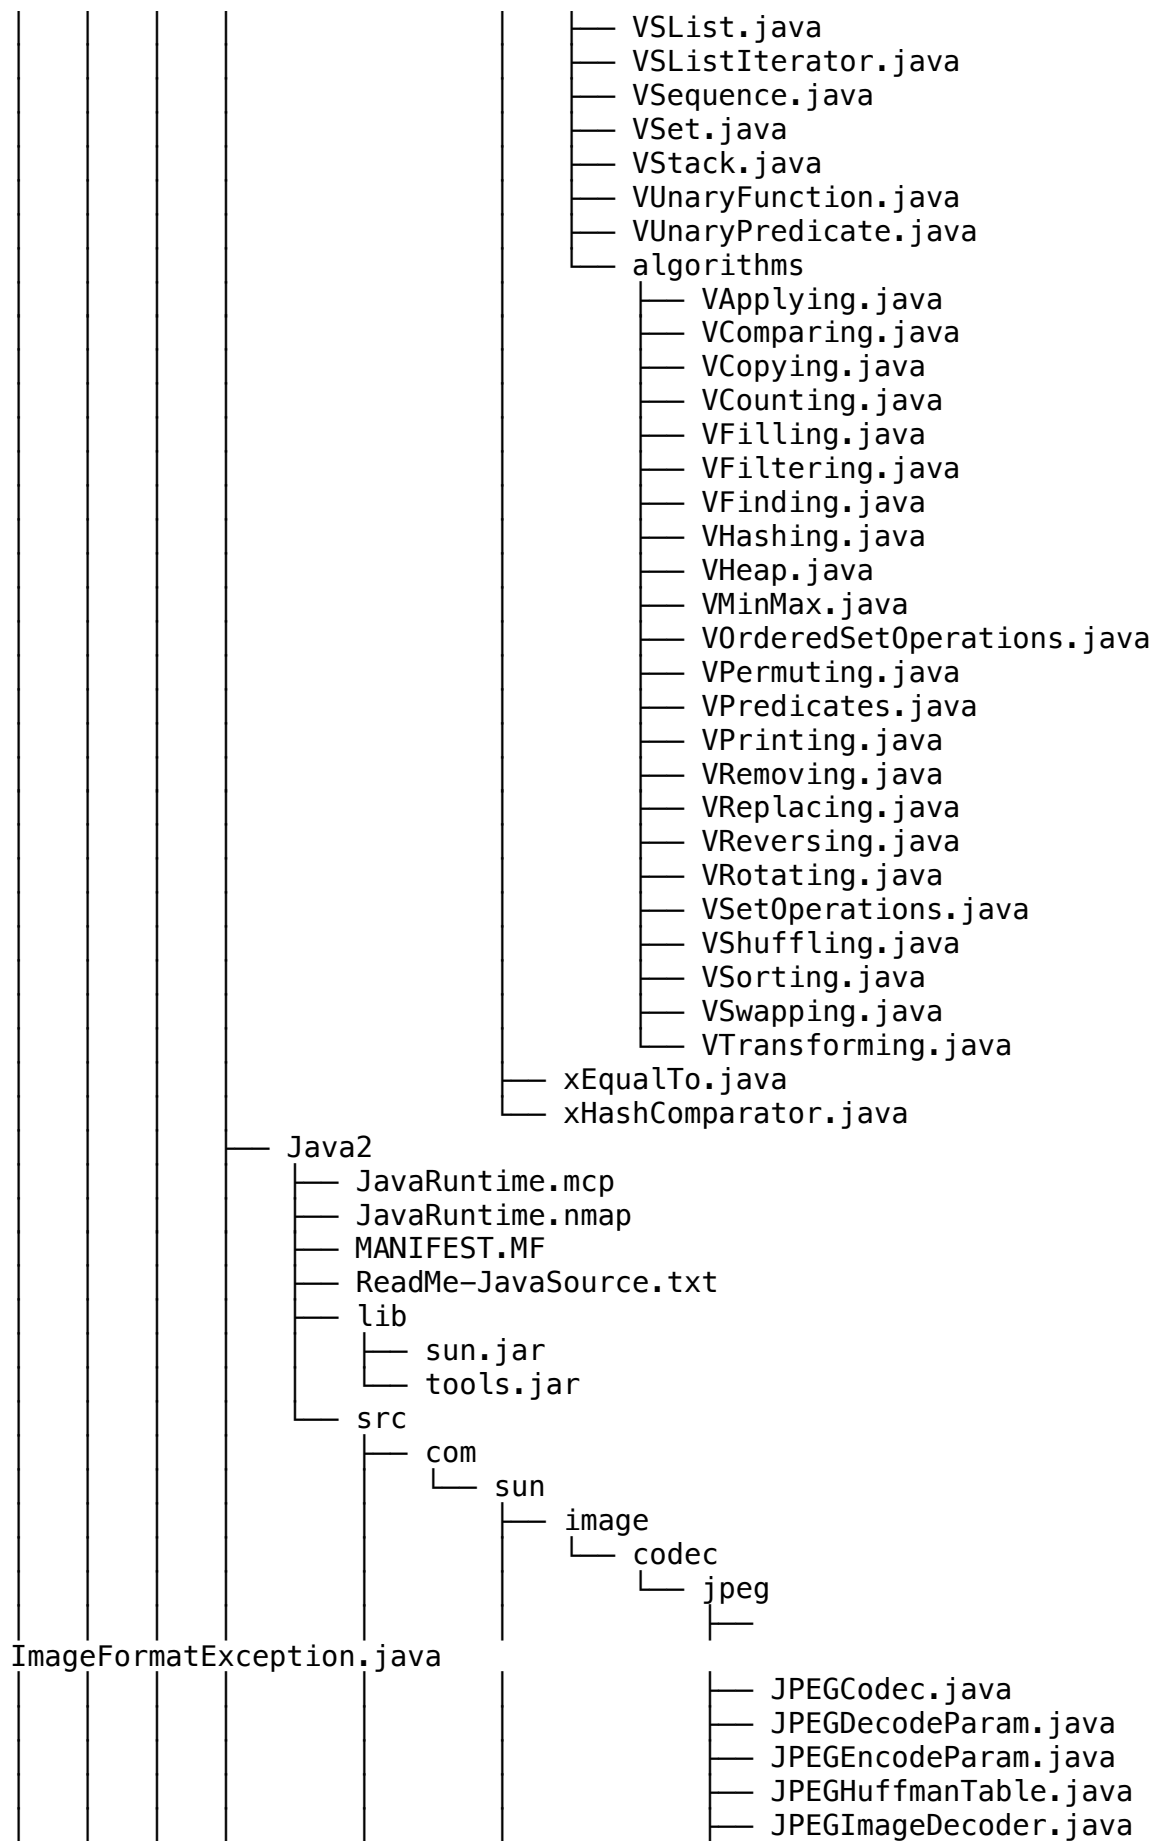 VSList.java
VSListIterator.java
VSequence.java
VSet.java
VStack.java
VUnaryFunction.java
VUnaryPredicate.java
algorithms
VApplying.java
VComparing.java
VCopying.java
VCounting.java
VFilling.java
VFiltering.java
VFinding.java
VHashing.java
VHeap.java
VMinMax.java
VOrderedSetOperations.java
VPermuting.java
VPredicates.java
VPrinting.java
VRemoving.java
VReplacing.java
VReversing.java
VRotating.java
VSetOperations.java
VShuffling.java
VSorting.java
VSwapping.java
VTransforming.java
xEqualTo.java
xHashComparator.java
Java2
JavaRuntime.mcp
JavaRuntime.nmap
MANIFEST.MF
ReadMe-JavaSource.txt
lib
sun.jar
tools.jar
src
com
sun
image
codec
jpeg
ImageFormatException.java
JPEGCodec.java
JPEGDecodeParam.java
JPEGEncodeParam.java
JPEGHuffmanTable.java
JPEGImageDecoder.java